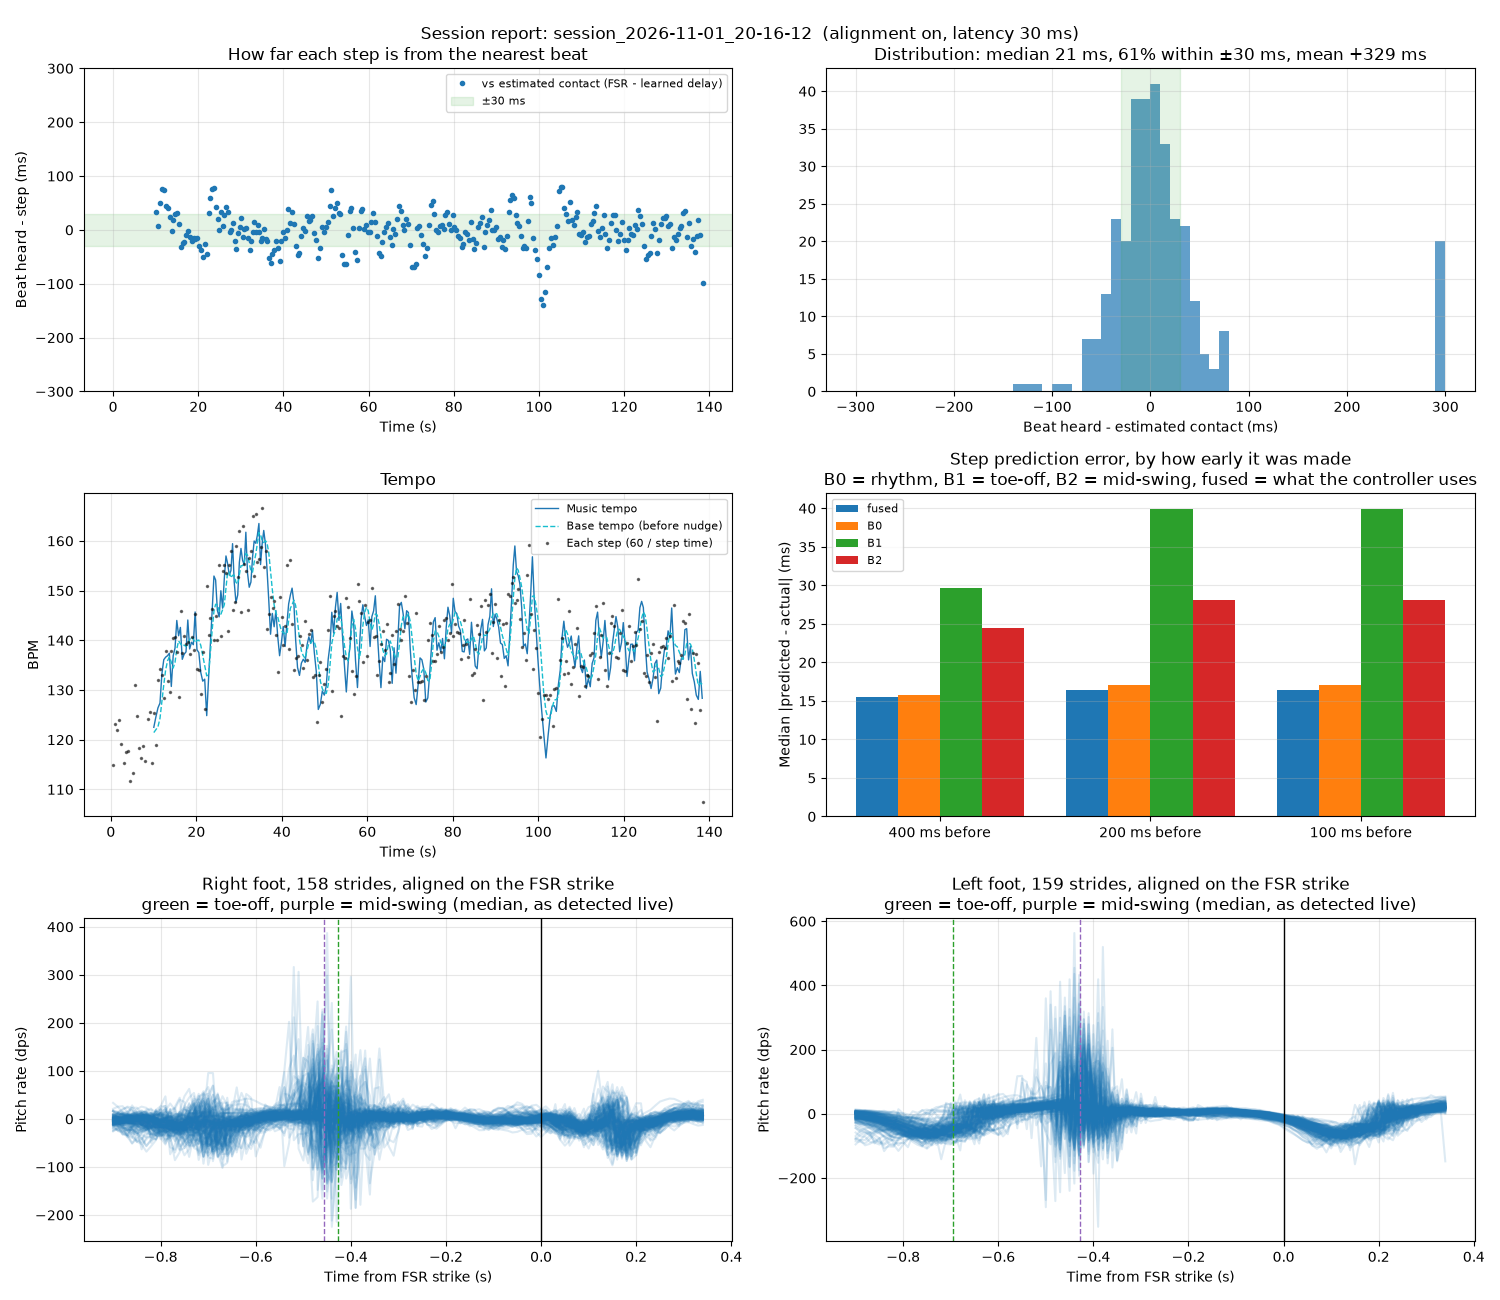 Session report: session_2026-11-01_20-16-12  (alignment on, latency 30 ms)
How far each step is from the nearest beat
300
200
100
0
−100
−200
−300
Beat heard - step (ms)
vs estimated contact (FSR - learned delay)
±30 ms
0
20
40
60
80
100
120
140
Time (s)
Distribution: median 21 ms, 61% within ±30 ms, mean +329 ms
40
35
30
25
20
15
10
5
0
−300
−200
−100
0
100
200
300
Beat heard - estimated contact (ms)
Tempo
160
150
140
130
120
110
BPM
Music tempo
Base tempo (before nudge)
Each step (60 / step time)
0
20
40
60
80
100
120
140
Time (s)
Step prediction error, by how early it was made
B0 = rhythm, B1 = toe-off, B2 = mid-swing, fused = what the controller uses
40
35
30
25
20
15
10
5
0
Median |predicted - actual| (ms)
fused
B0
B1
B2
400 ms before
200 ms before
100 ms before
Right foot, 158 strides, aligned on the FSR strike
green = toe-off, purple = mid-swing (median, as detected live)
400
300
200
100
0
−100
−200
Pitch rate (dps)
−0.8
−0.6
−0.4
−0.2
0.0
0.2
0.4
Time from FSR strike (s)
Left foot, 159 strides, aligned on the FSR strike
green = toe-off, purple = mid-swing (median, as detected live)
600
400
200
0
−200
Pitch rate (dps)
−0.8
−0.6
−0.4
−0.2
0.0
0.2
0.4
Time from FSR strike (s)